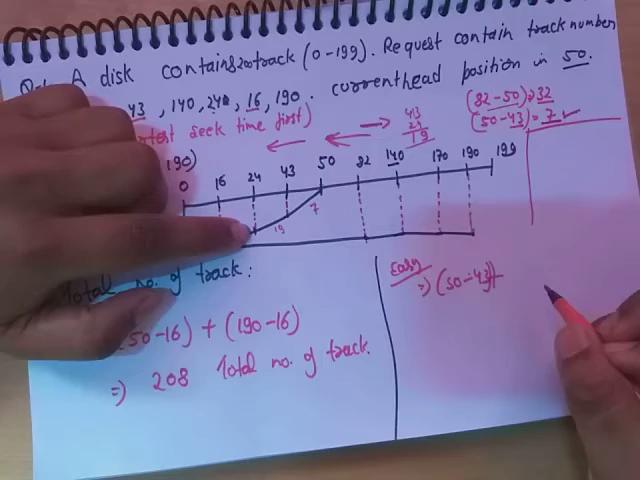 A disk contains 200 track (0-199). Request contain track number
43, 140, 24, 16, 190. current head position in 50.
seek time first)
43
24
19
(82-50)=32
(50-43)=7 ✓
190)
0 16 24 43 50 82 140 170 190 199
19 7
Total no. of track:
50-16) + (190-16)
=) 208 Total no. of track.
Easy
=) (50-43)+